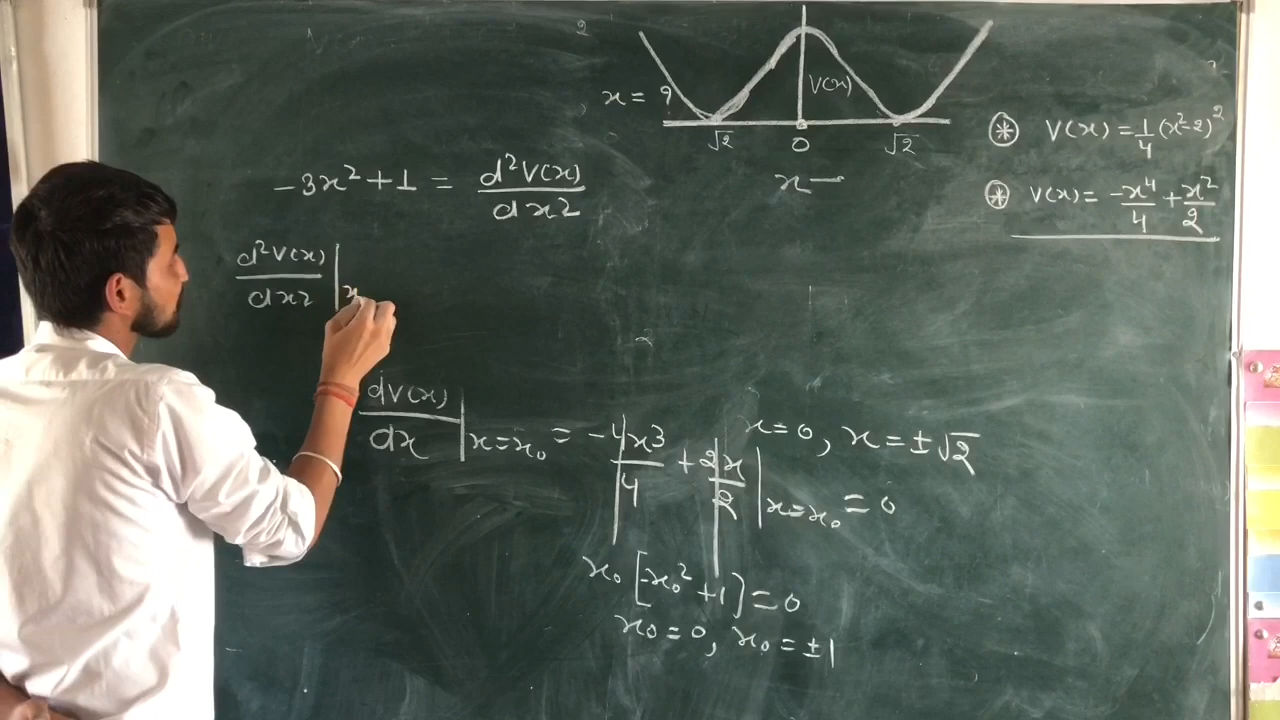 2
V(x)
x = 9
√2 0 √2
x —
⊛ V(x) = 1/4 (x²-2)²
⊛ V(x) = -x⁴/4 + x²/2
-3x²+1 = d²V(x)/dx2
d²V(x)/dx2 | x
2
dV(x)/dx | x=x₀ = -4x3/4 + 2x/2 | x=x₀ = 0
x=0, x=±√2
x₀ [-x₀²+1] = 0
x₀ = 0, x₀ = ±1